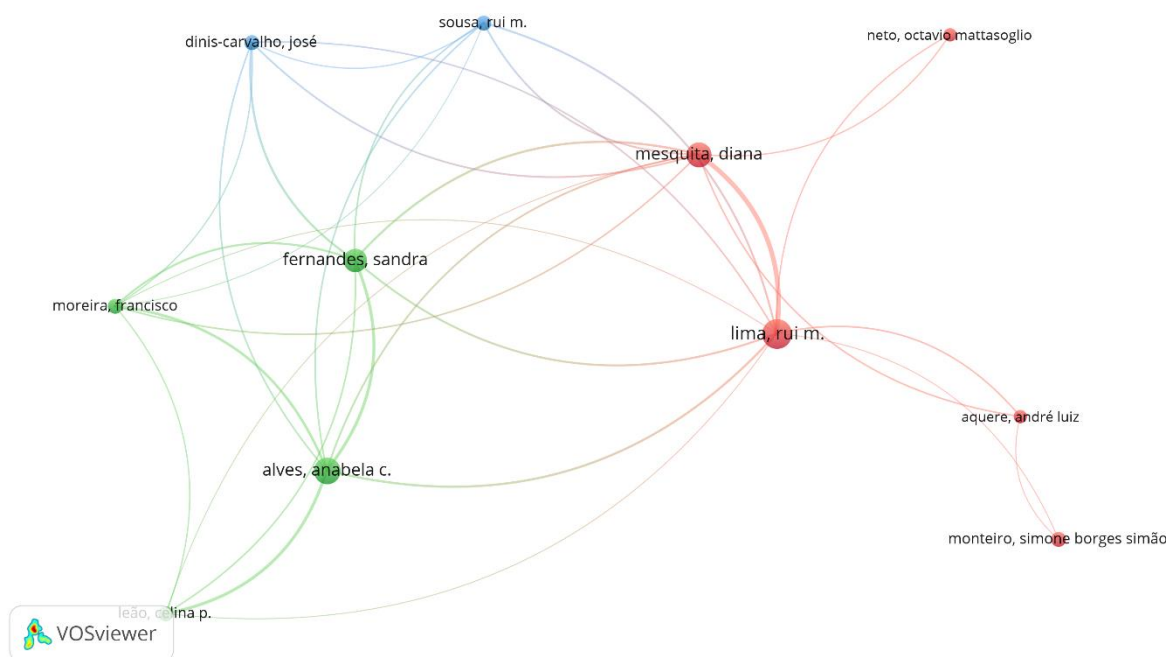 sousa, rui m.
neto, octavio mattasoglio
dinis-carvalho, josé
mesquita, diana
fernandes, sandra
moreira, francisco
lima, rui m.
aquere, andré luiz
alves, anabela c.
monteiro, simone borges simão
leão, celina p.
VOSviewer